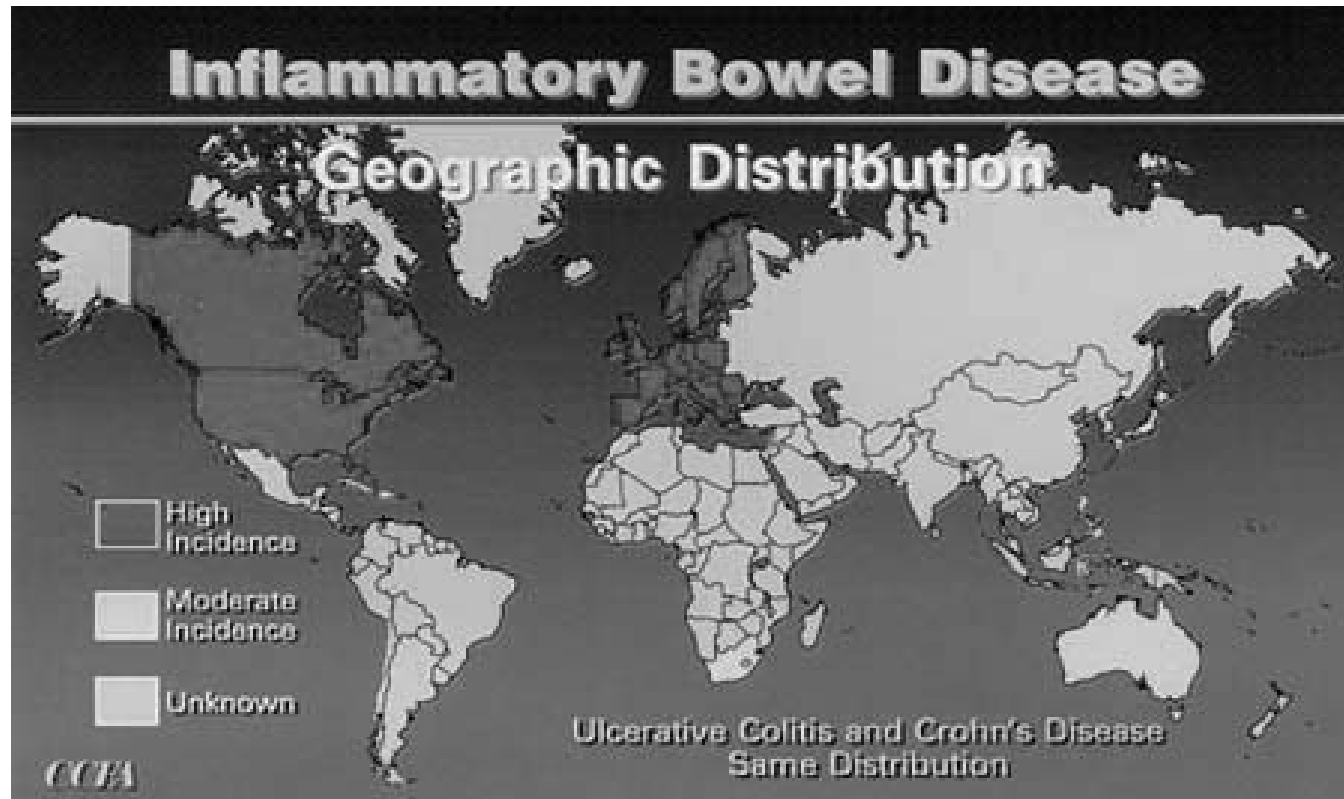 Inflammatory Bowel Disease
Geographic Distribution
High
Incidence
Moderate
Incidence
Unknown
Ulcerative Colitis and Crohn's Disease
Same Distribution
CCFA